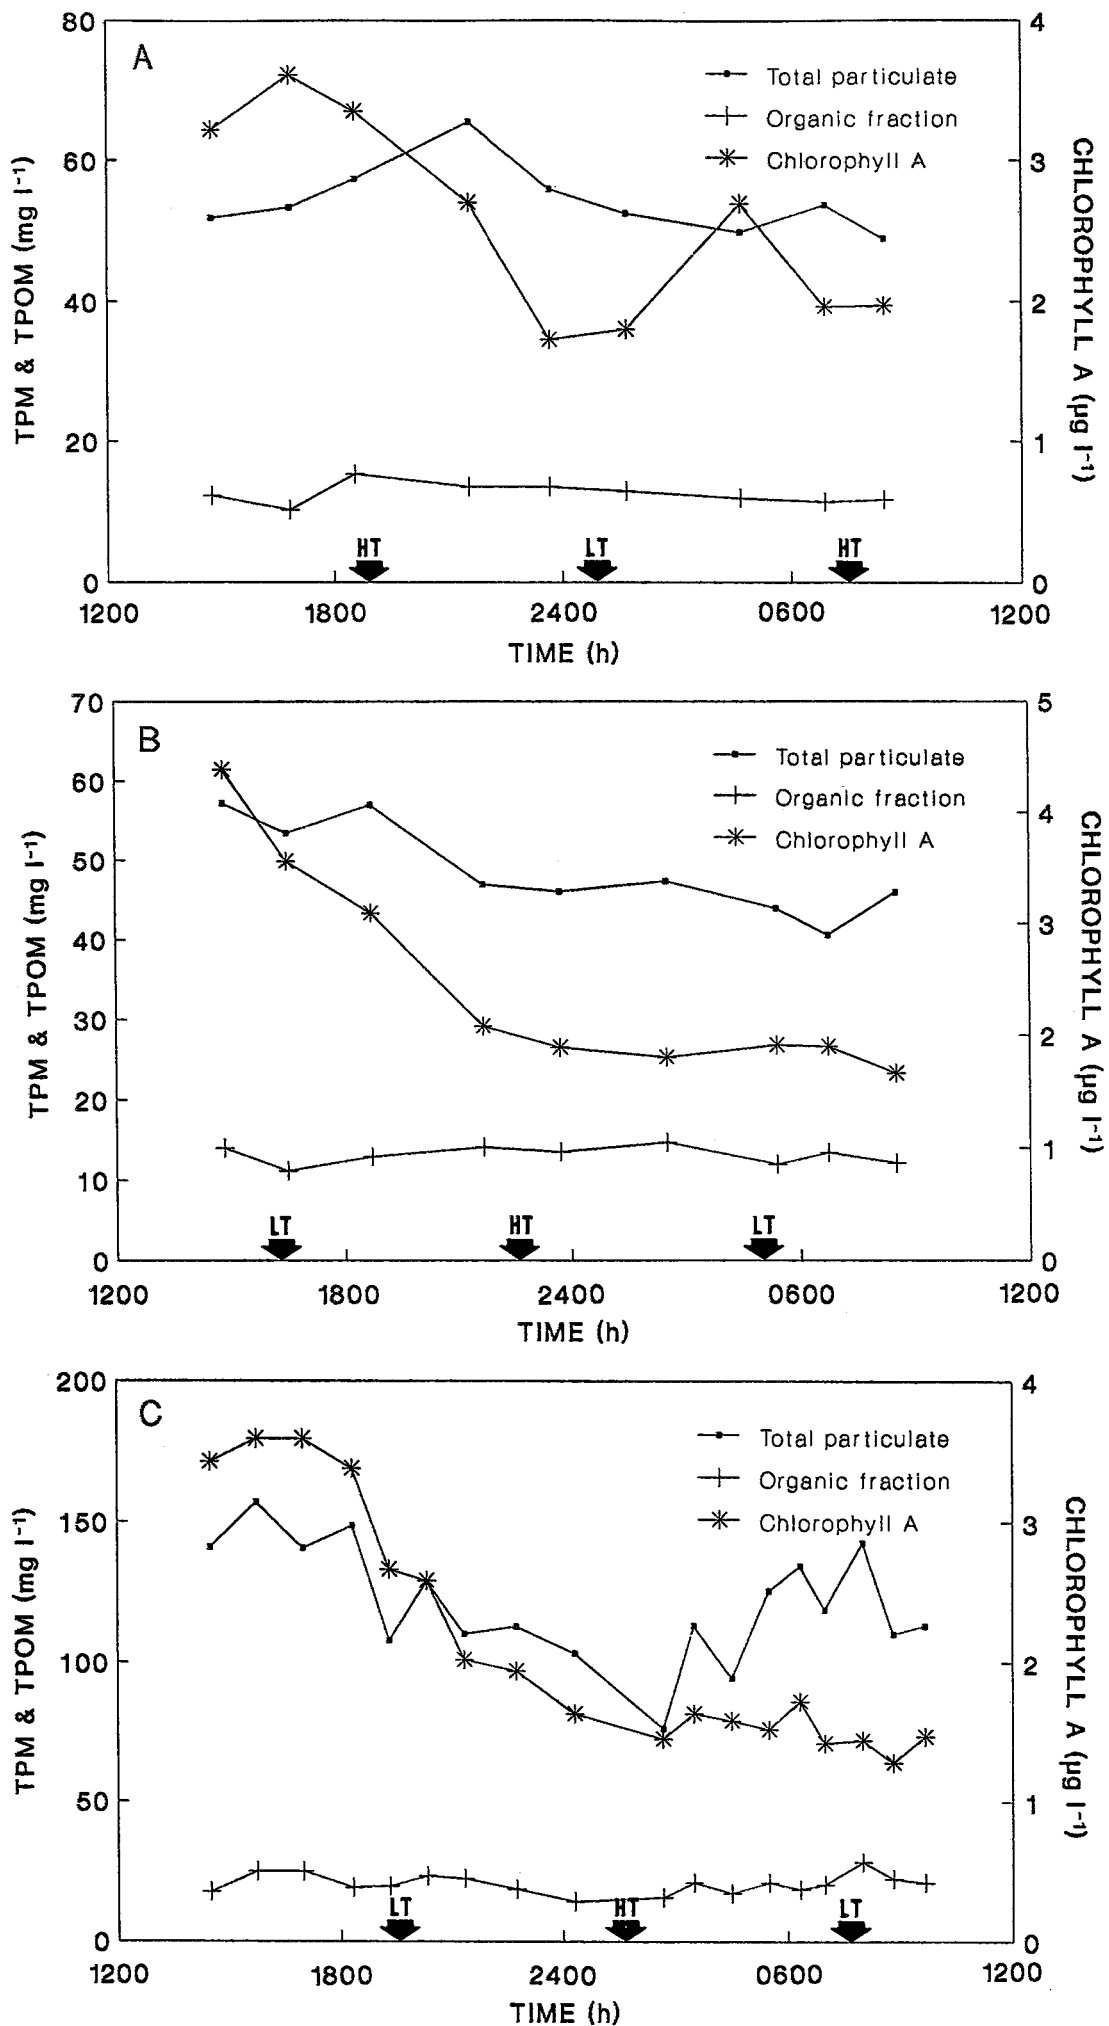 80
4
A
Total particulate
Organic fraction
Chlorophyll A
60
3
40
2
20
1
0
0
TPM & TPOM (mg l⁻¹)
CHLOROPHYLL A (µg l⁻¹)
HT
LT
HT
1200
1800
2400
0600
1200
TIME (h)
70
5
B
Total particulate
Organic fraction
Chlorophyll A
60
4
50
40
3
30
2
20
1
10
0
0
TPM & TPOM (mg l⁻¹)
CHLOROPHYLL A (µg l⁻¹)
LT
HT
LT
1200
1800
2400
0600
1200
TIME (h)
200
4
C
Total particulate
Organic fraction
Chlorophyll A
150
3
100
2
50
1
0
0
TPM & TPOM (mg l⁻¹)
CHLOROPHYLL A (µg l⁻¹)
LT
HT
LT
1200
1800
2400
0600
1200
TIME (h)